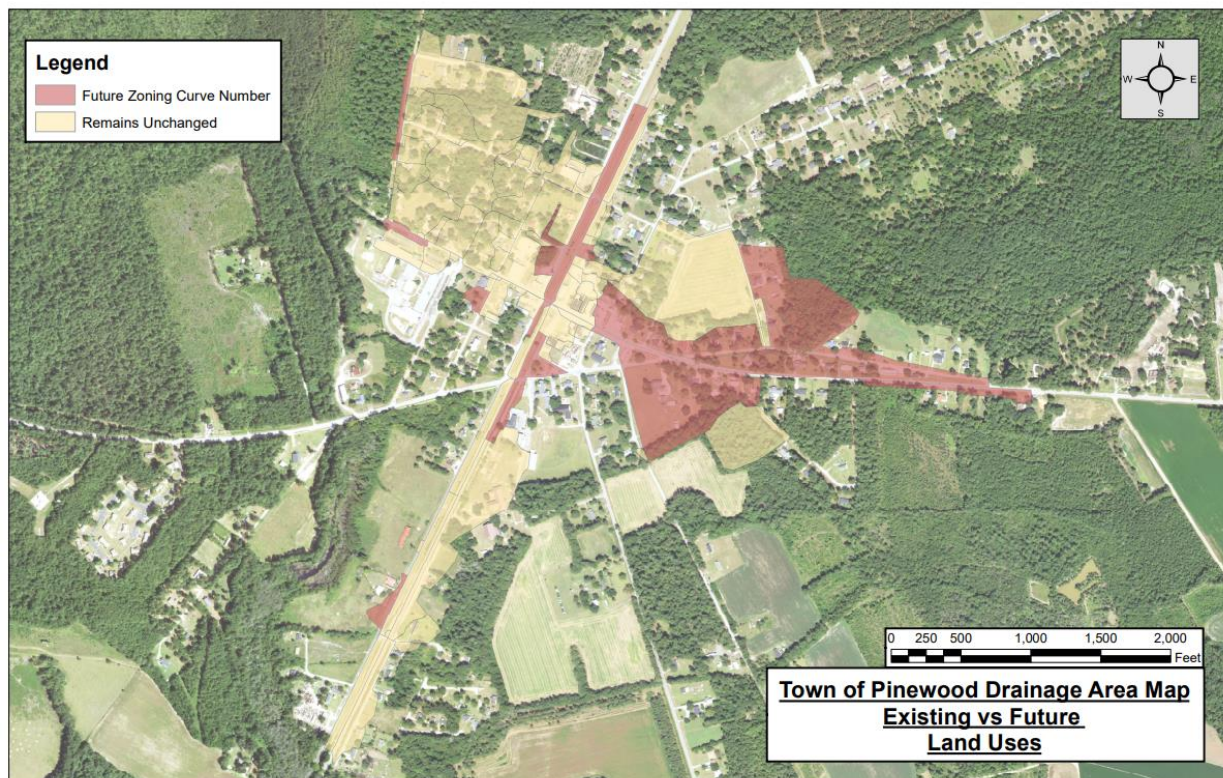 Legend
Future Zoning Curve Number
Remains Unchanged
N
W E
S
0 250 500 1,000 1,500 2,000
Feet
Town of Pinewood Drainage Area Map
Existing vs Future
Land Uses